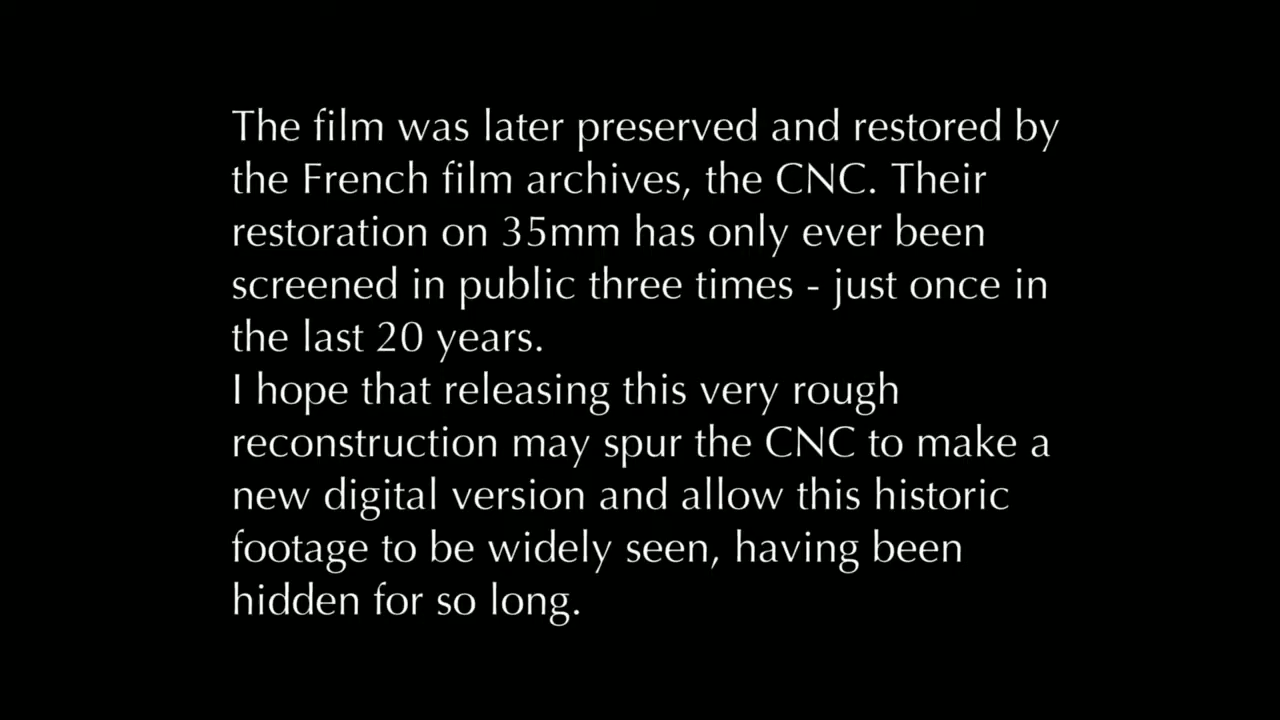 The film was later preserved and restored by
the French film archives, the CNC. Their
restoration on 35mm has only ever been
screened in public three times - just once in
the last 20 years.
I hope that releasing this very rough
reconstruction may spur the CNC to make a
new digital version and allow this historic
footage to be widely seen, having been
hidden for so long.